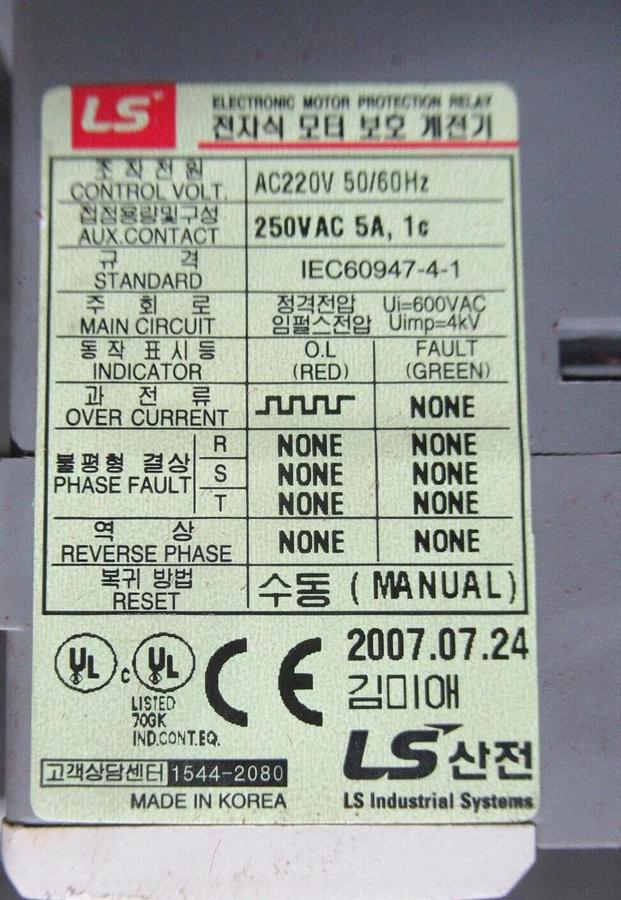 LS
ELECTRONIC MOTOR PROTECTION RELAY
전자식 모터 보호 계전기
조작전원
CONTROL VOLT.
AC220V 50/60Hz
접점용량및구성
AUX.CONTACT
250VAC 5A, 1c
규 격
STANDARD
IEC60947-4-1
주 회 로
MAIN CIRCUIT
정격전압 Ui=600VAC
임펄스전압 Uimp=4kV
동작 표시등
INDICATOR
O.L
(RED)
FAULT
(GREEN)
과 전 류
OVER CURRENT
NONE
불평형 결상
PHASE FAULT
R NONE NONE
S NONE NONE
T NONE NONE
역 상
REVERSE PHASE
NONE NONE
복귀 방법
RESET
수동 (MANUAL)
UL
c UL
LISTED
70GK
IND.CONT.EQ.
CE
2007.07.24
김미애
LS산전
LS Industrial Systems
고객상담센터 1544-2080
MADE IN KOREA